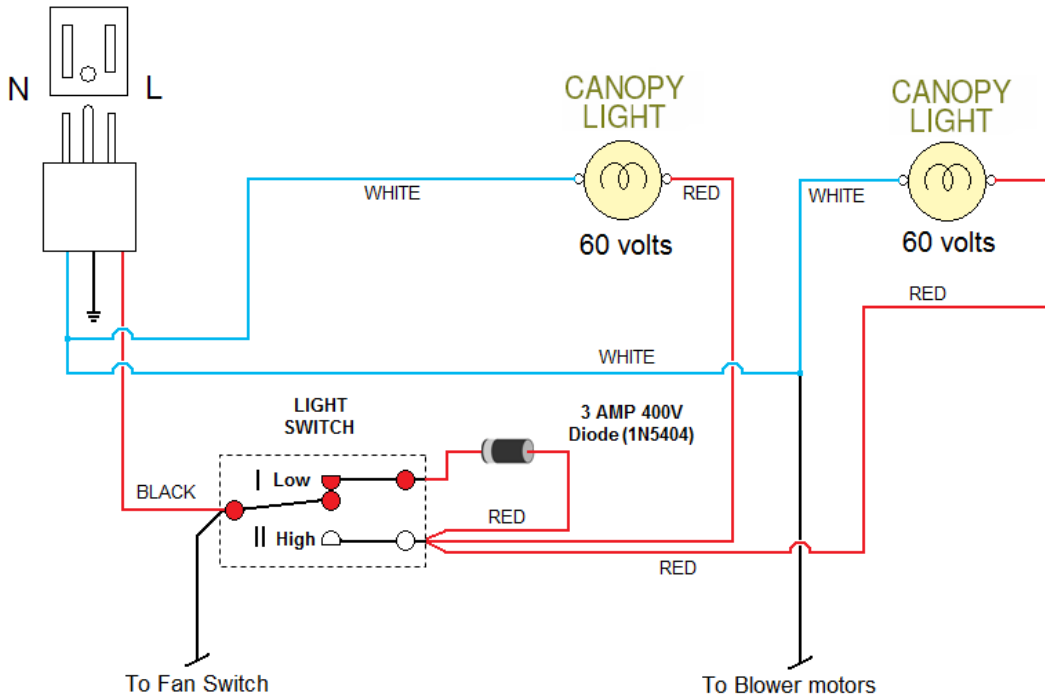 N
L
CANOPY
LIGHT
CANOPY
LIGHT
WHITE
RED
WHITE
60 volts
60 volts
RED
WHITE
LIGHT
SWITCH
3 AMP 400V
Diode (1N5404)
I Low
BLACK
RED
II High
RED
To Fan Switch
To Blower motors